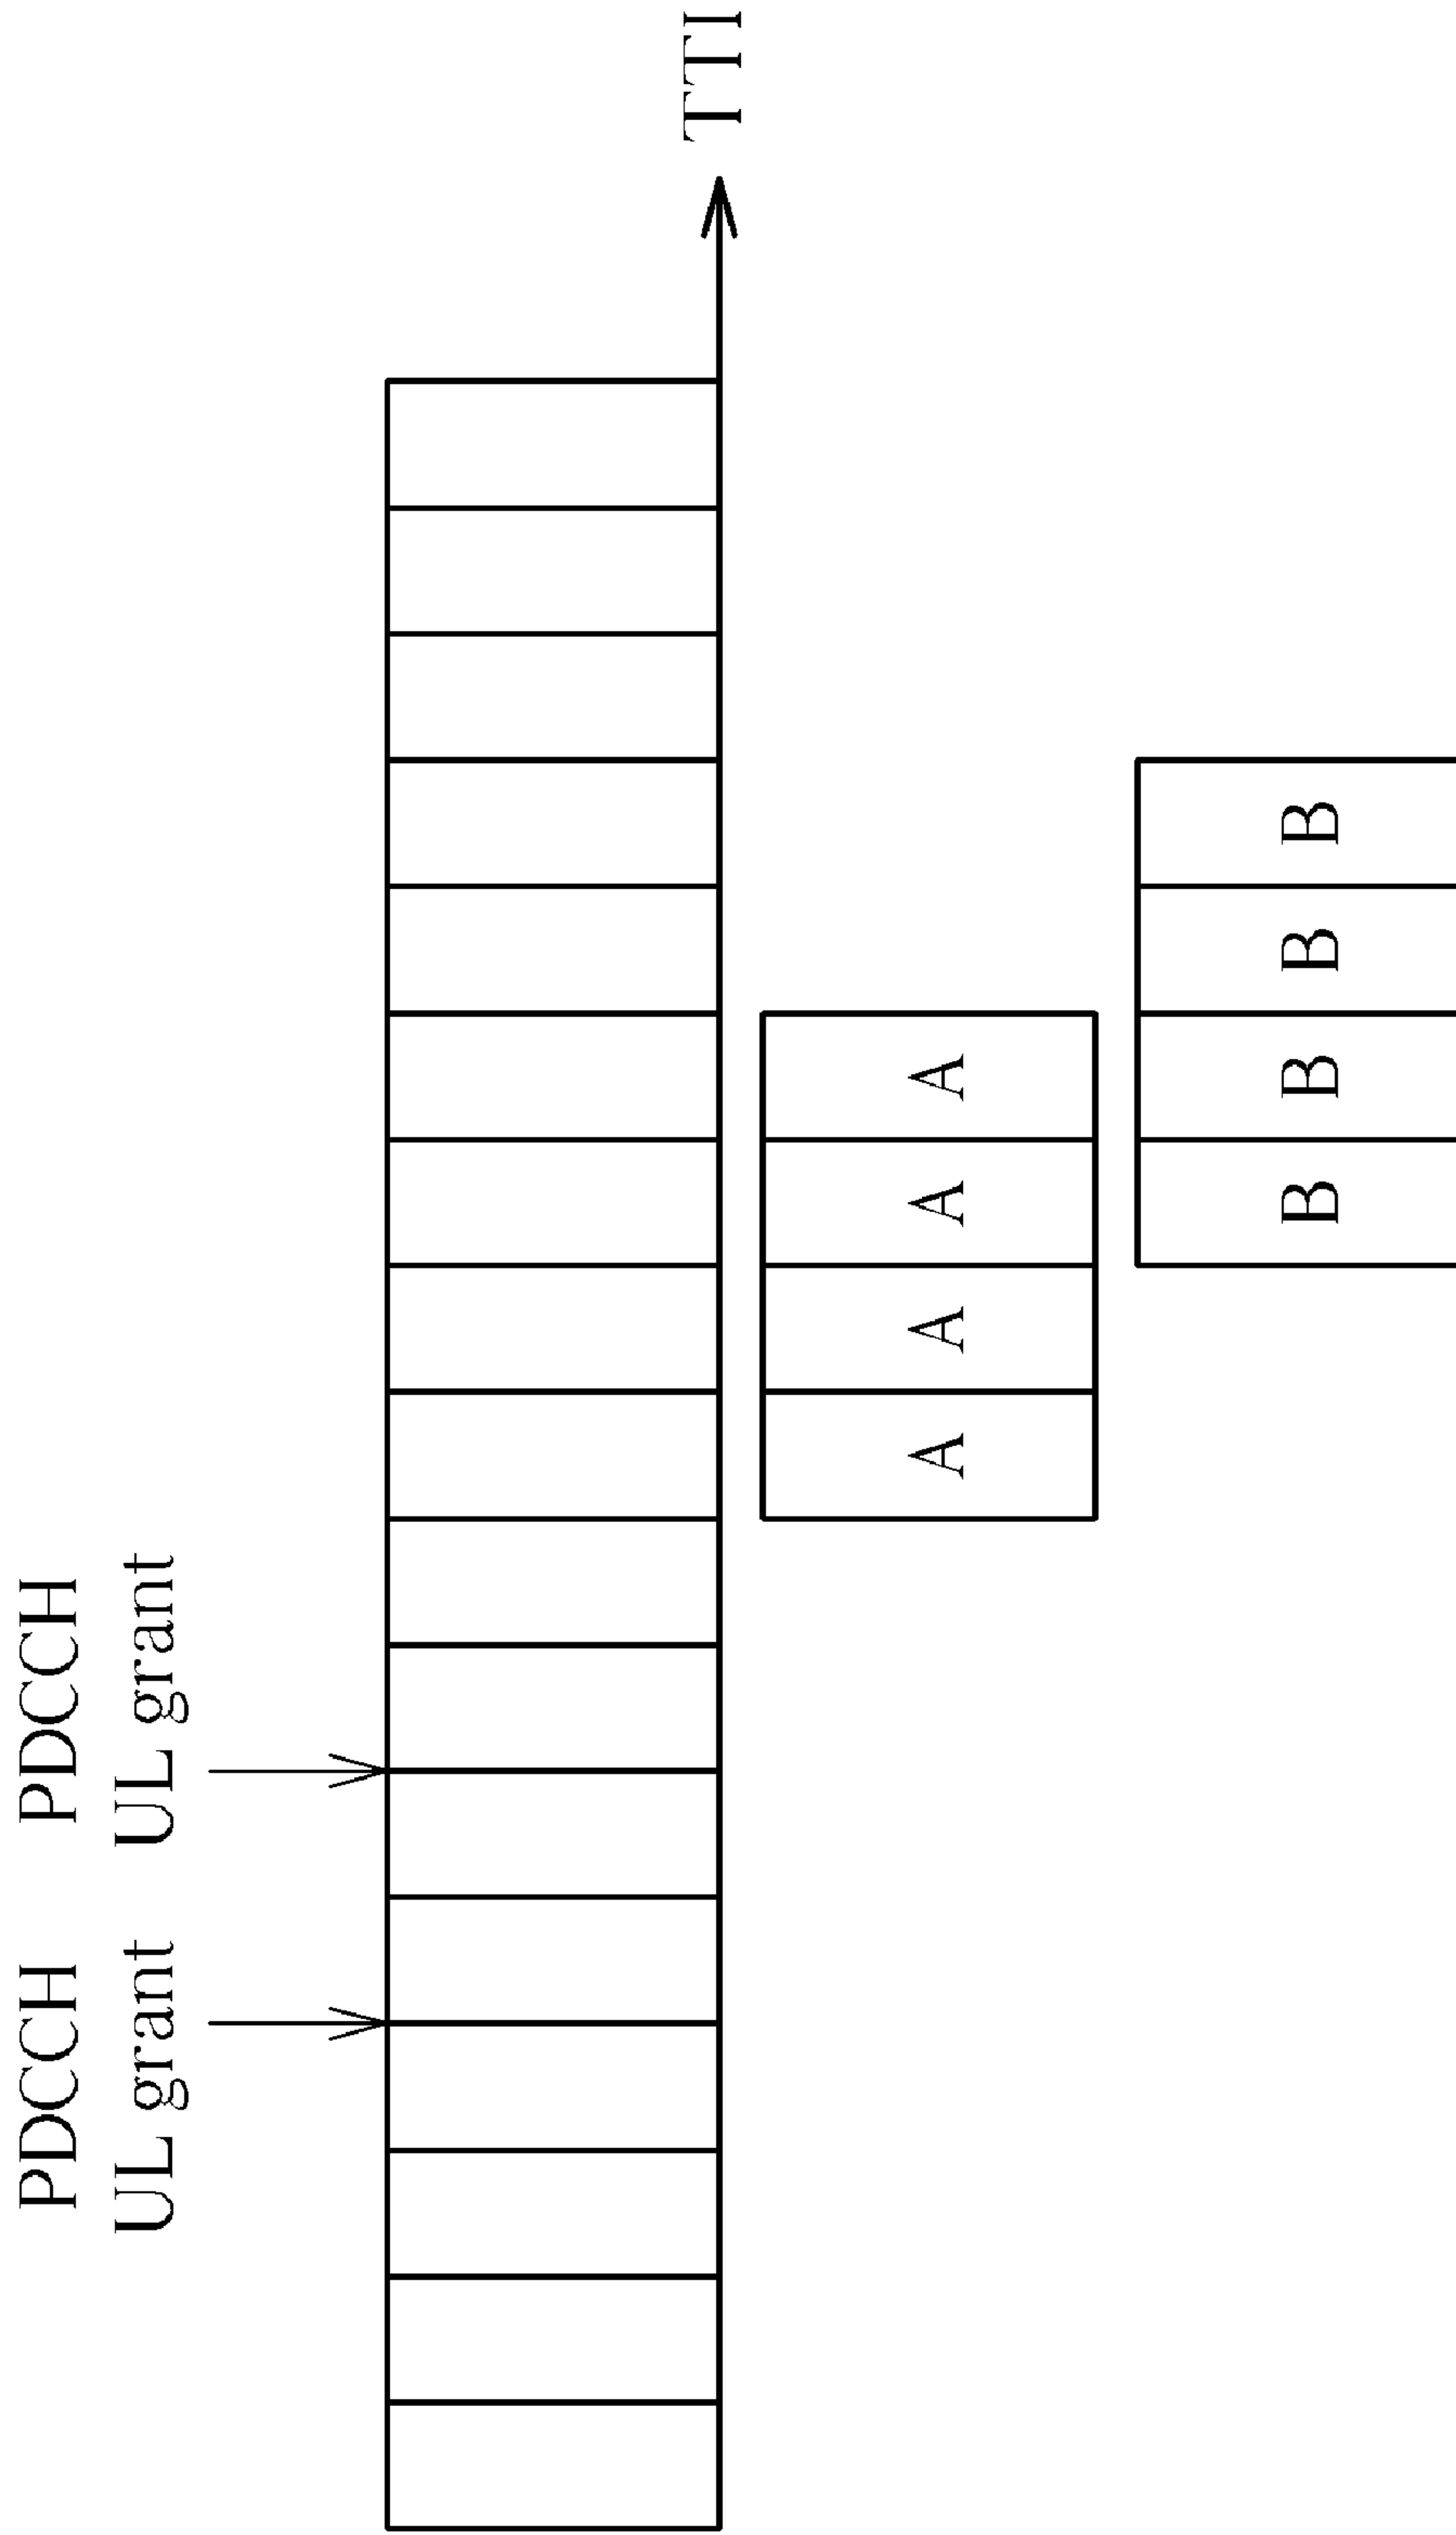 PDCCH
UL grant
PDCCH
UL grant
TTI
A A A A
B B B B